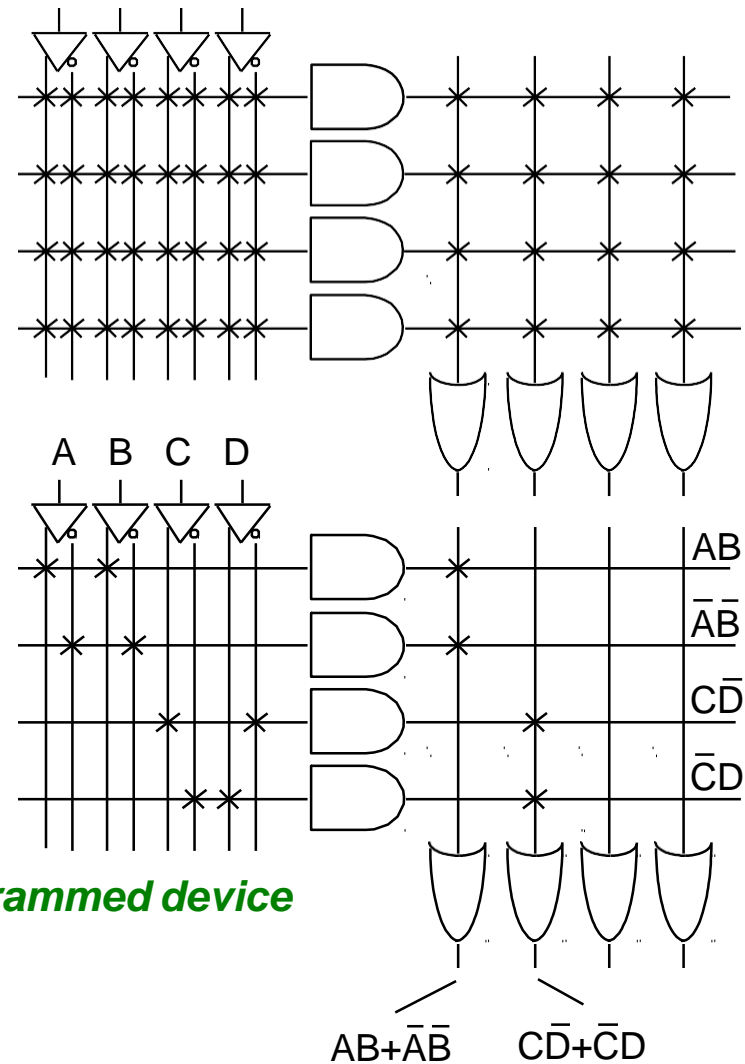 A B C D
AB
A̅B̅
CD̅
C̅D
rammed device
AB+A̅B̅ CD̅+C̅D